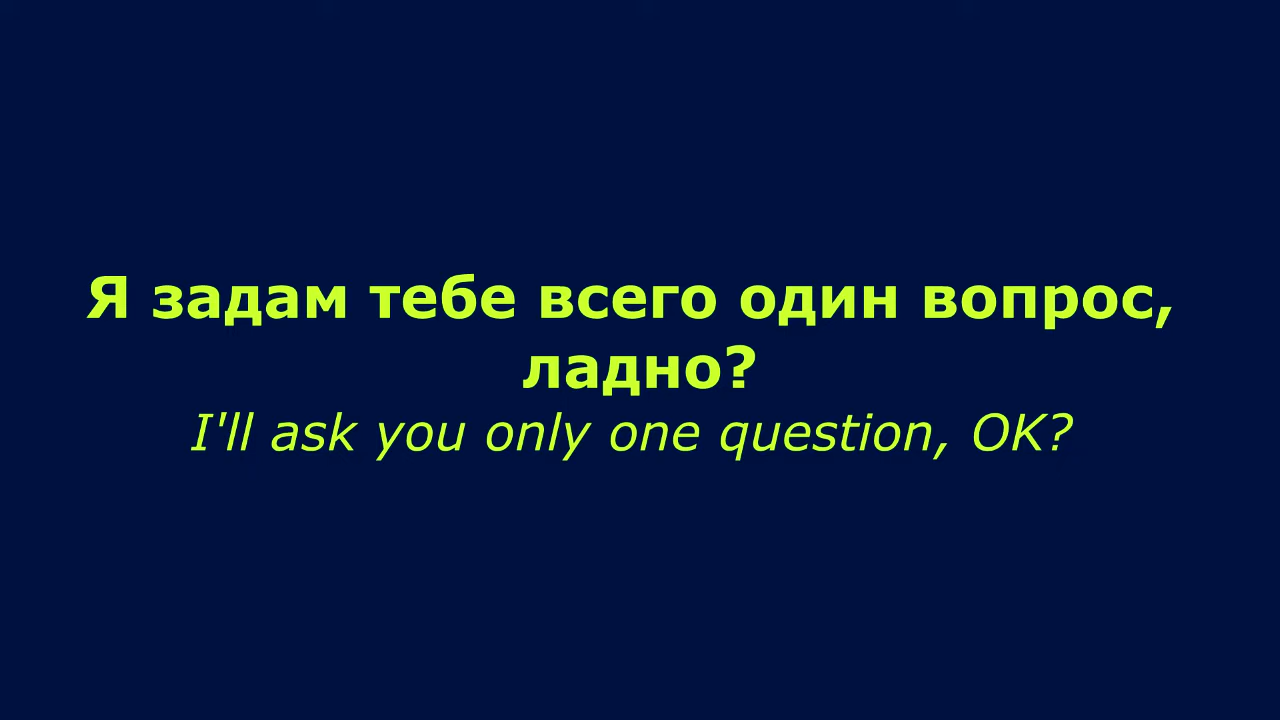 Я задам тебе всего один вопрос,
ладно?
I'll ask you only one question, OK?